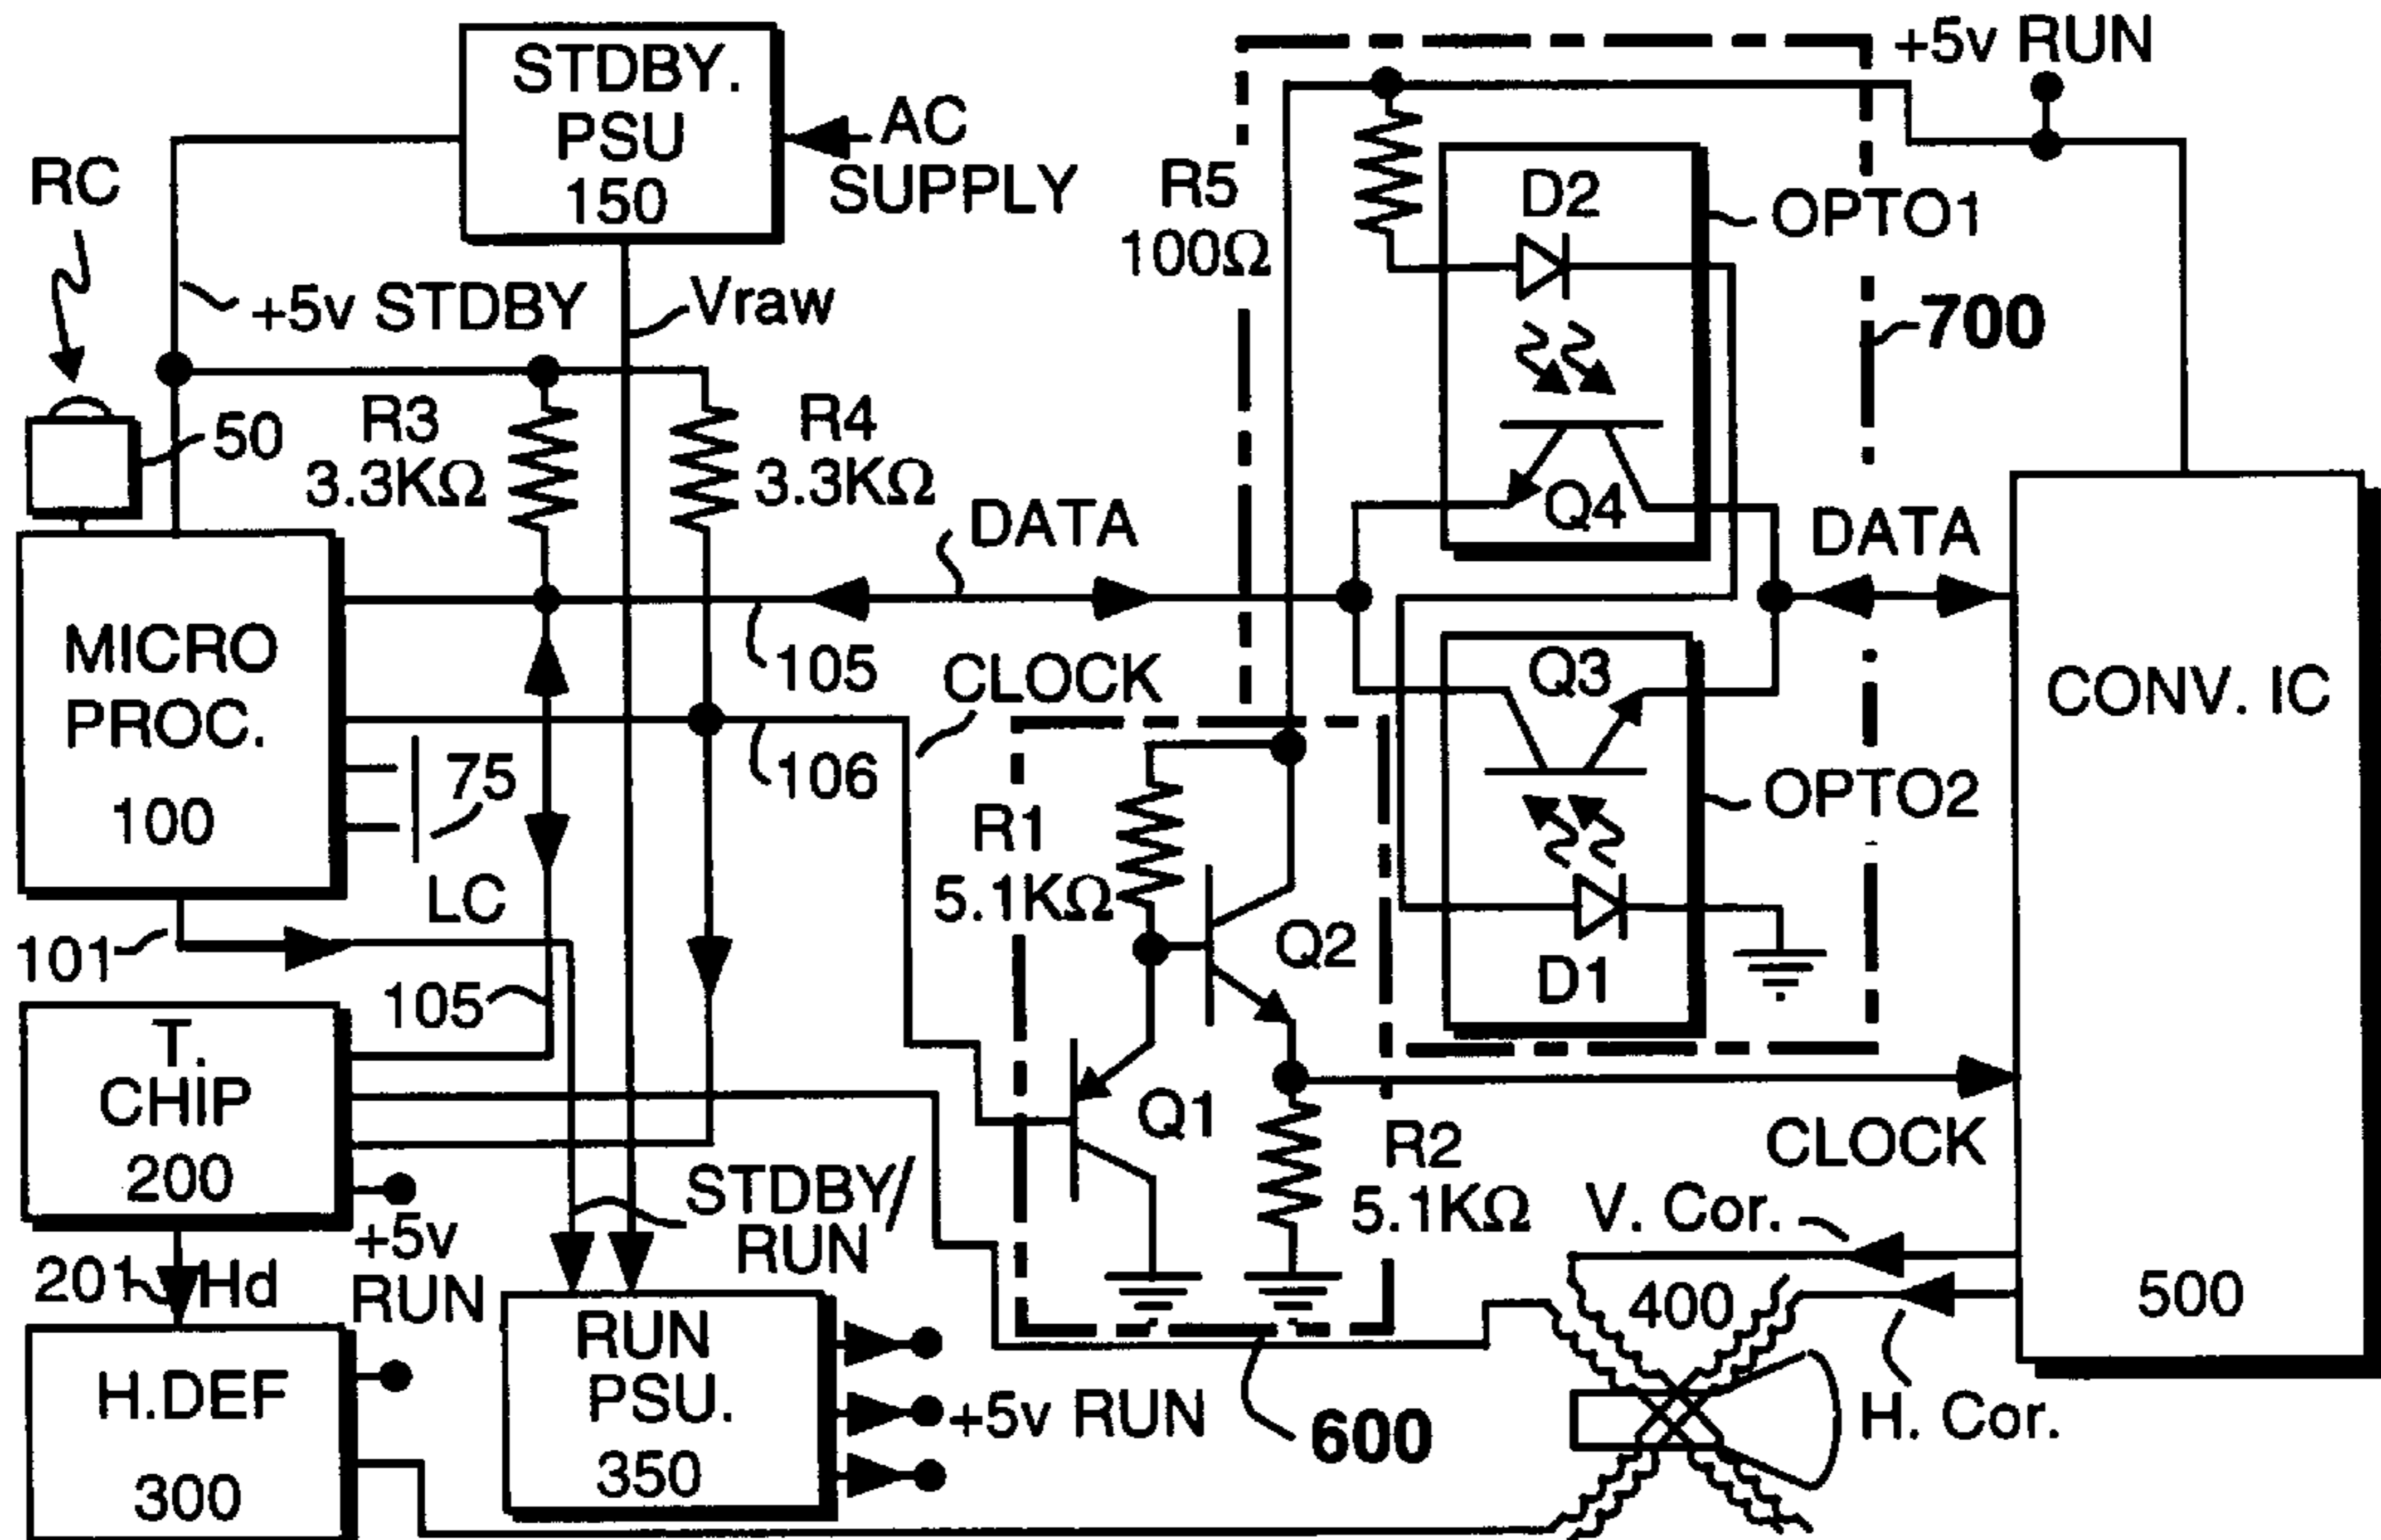 STDBY.
PSU
150
AC
SUPPLY
+5v RUN
RC
R5
100Ω
D2
OPTO1
+5v STDBY
Vraw
700
50
R3
3.3KΩ
R4
3.3KΩ
Q4
DATA
DATA
MICRO
PROC.
100
105
CLOCK
Q3
CONV. IC
75
106
OPTO2
R1
5.1KΩ
LC
101
Q2
D1
105
T.
CHIP
200
Q1
CLOCK
R2
5.1KΩ
STDBY/
RUN
V. Cor.
+5v
RUN
201
Hd
400
500
RUN
PSU.
350
H.DEF
300
+5v RUN
600
H. Cor.